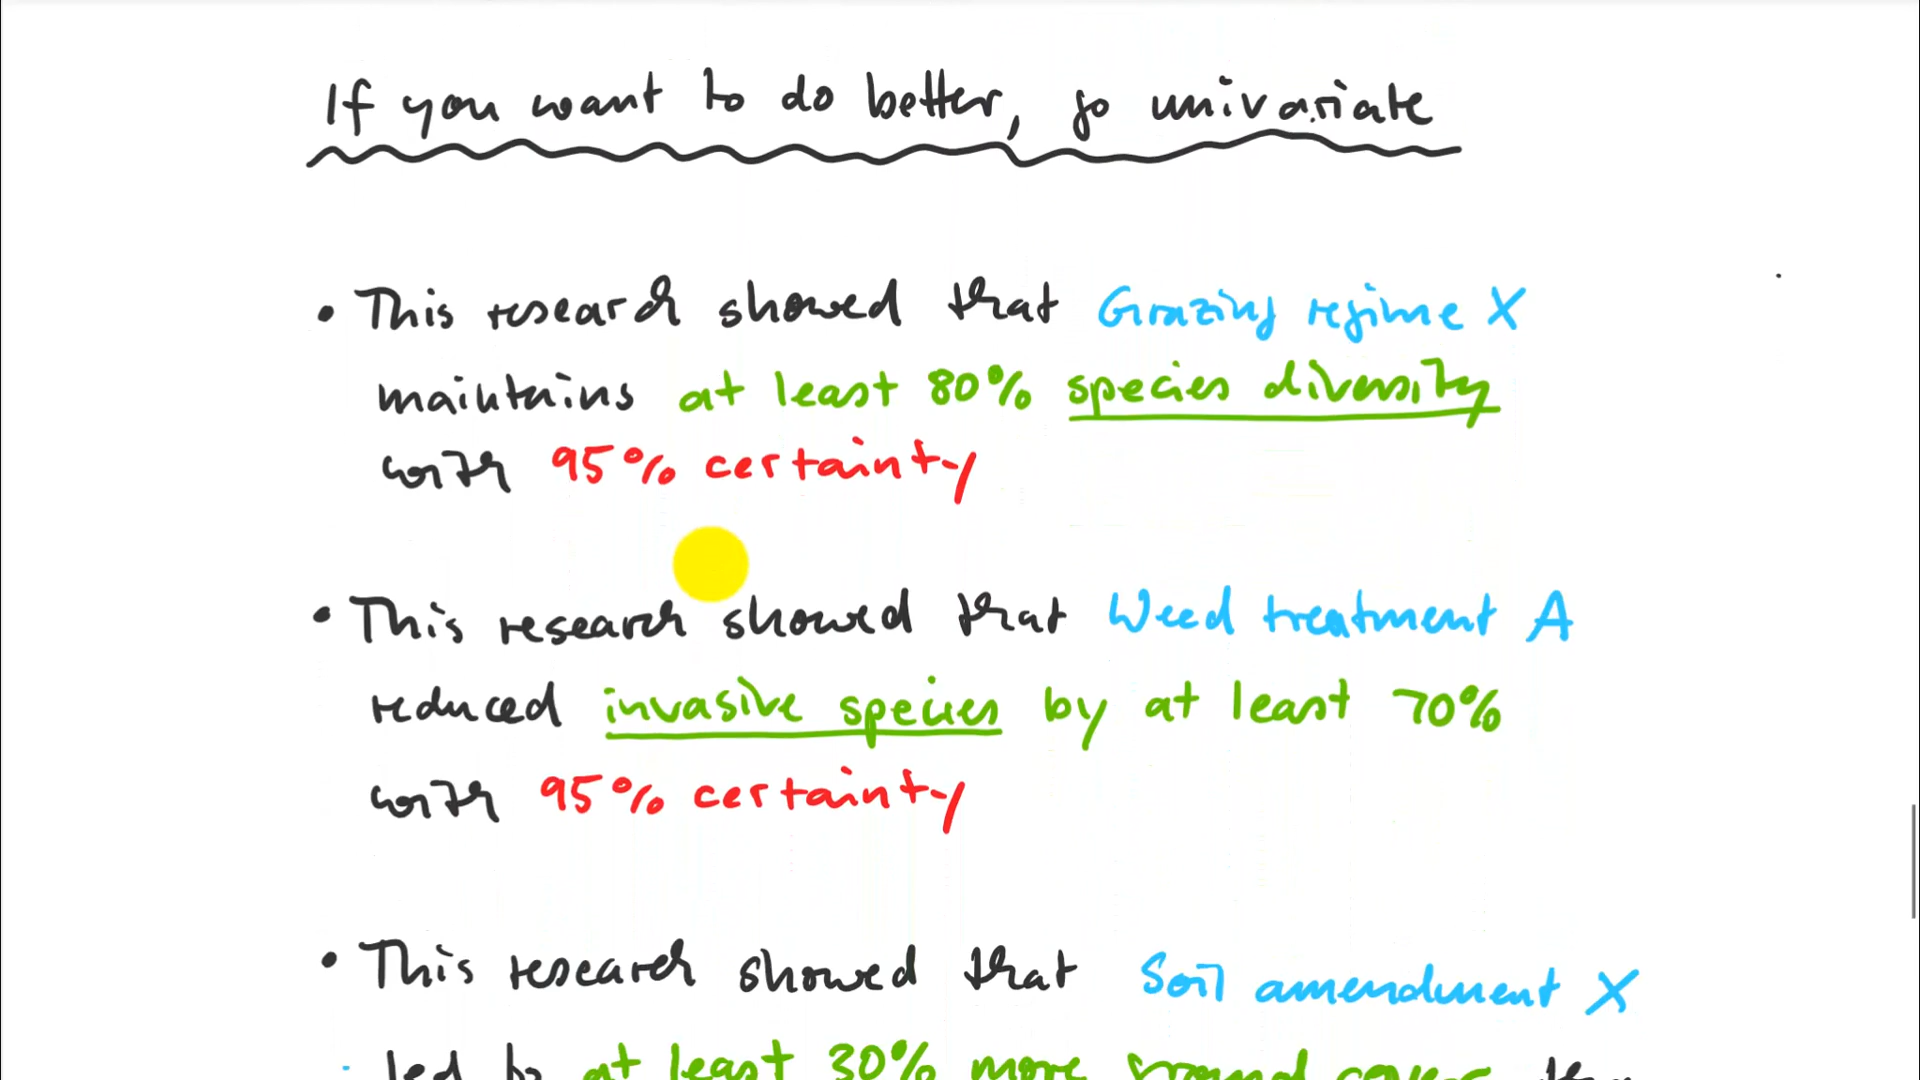 If you want to do better, go univariate
• This research showed that Grazing regime X
maintains at least 80% species diversity
with 95% certainty
• This research showed that Weed treatment A
reduced invasive species by at least 70%
with 95% certainty
• This research showed that Soil amendment X
led to at least 30% more ground cover